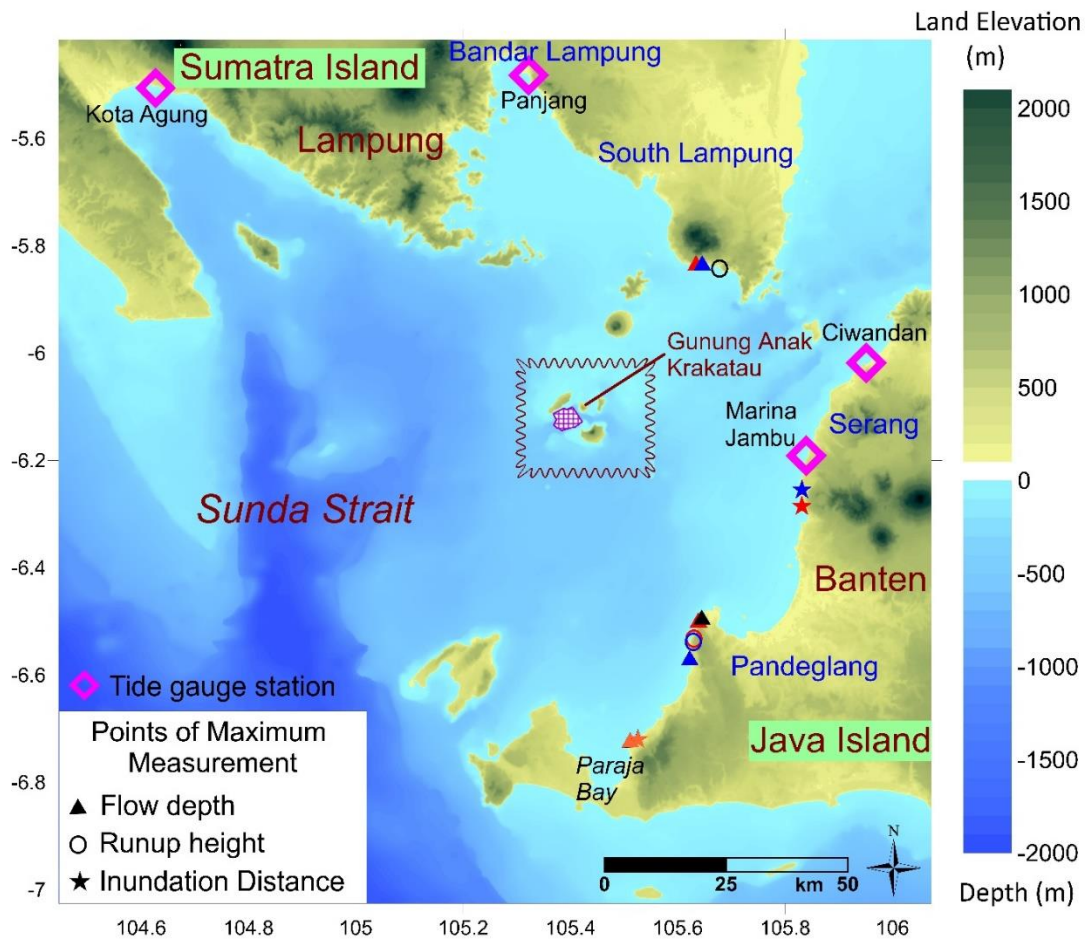 Land Elevation
(m)
Sumatra Island
Bandar Lampung
Kota Agung
Panjang
Lampung
South Lampung
Gunung Anak
Krakatau
Ciwandan
Marina
Jambu
Serang
Sunda Strait
Banten
Pandeglang
Java Island
Paraja
Bay
Tide gauge station
Points of Maximum
Measurement
Flow depth
Runup height
Inundation Distance
N
0 25 km 50
-5.6
-5.8
-6
-6.2
-6.4
-6.6
-6.8
-7
104.6 104.8 105 105.2 105.4 105.6 105.8 106
2000
1500
1000
500
0
-500
-1000
-1500
-2000
Depth (m)